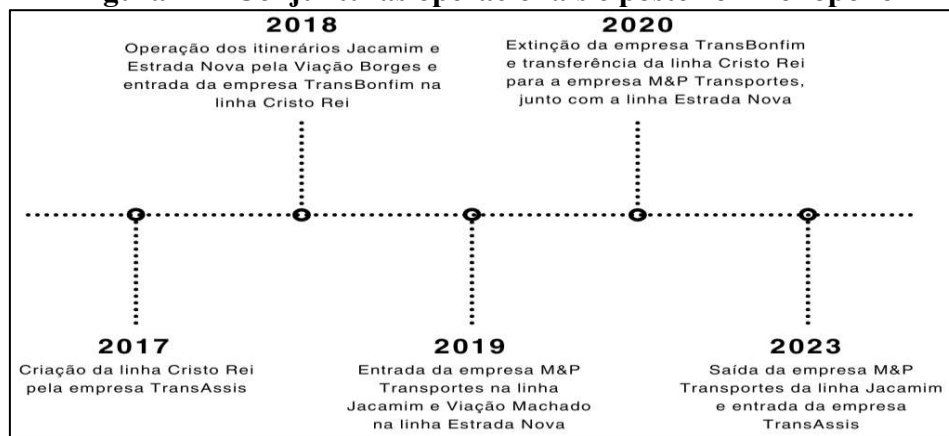 2018
Operação dos itinerários Jacamim e
Estrada Nova pela Viação Borges e
entrada da empresa TransBonfim na
linha Cristo Rei
2020
Extinção da empresa TransBonfim
e transferência da linha Cristo Rei
para a empresa M&P Transportes,
junto com a linha Estrada Nova
2017
Criação da linha Cristo Rei
pela empresa TransAssis
2019
Entrada da empresa M&P
Transportes na linha
Jacamim e Viação Machado
na linha Estrada Nova
2023
Saída da empresa M&P
Transportes da linha Jacamim
e entrada da empresa
TransAssis